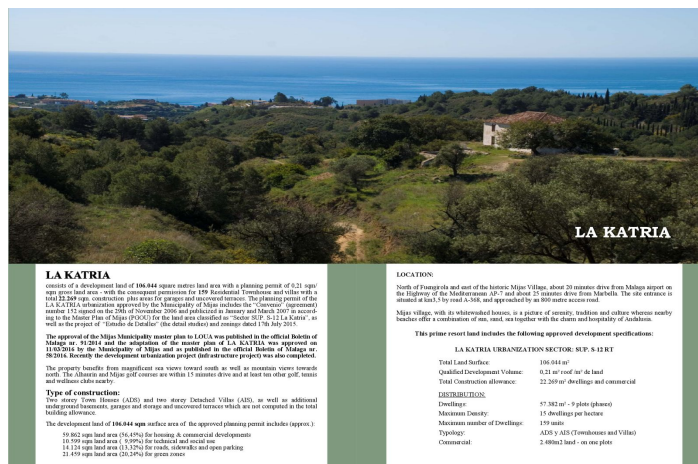 LA KATRIA
LA KATRIA
consists of a development land of 106.044 square metres land area with a planning permit of 0,21 sqm/
sqm gross land area - with the consequent permission for 159 Residential Townhouse and villas with a
total 22.269 sqm. construction plus areas for garages and uncovered terraces. The planning permit of the
LA KATRIA urbanization approved by the Municipality of Mijas includes the "Convenio" (agreement)
number 152 signed on the 29th of November 2006 and publicized in January and March 2007 in accord-
ing to the Master Plan of Mijas (PGOU) for the land area classified as "Sector SUP. S-12 La Katria", as
well as the project of "Estudio de Detalles" (the detail studies) and zonings dated 17th July 2015.
The approval of the Mijas Municipality master plan to LOUA was published in the official Boletin of
Malaga nr. 91/2014 and the adaptation of the master plan of LA KATRIA was approved on
11/03/2016 by the Municipality of Mijas and as published in the official Boletin of Malaga nr.
58/2016. Recently the development urbanization project (infrastructure project) was also completed.
The property benefits from magnificent sea views toward south as well as mountain views towards
north. The Alhaurin and Mijas golf courses are within 15 minutes drive and at least ten other golf, tennis
and wellness clubs nearby.
Type of construction:
Two storey Town Houses (ADS) and two storey Detached Villas (AIS), as well as additional
underground basements, garages and storage and uncovered terraces which are not computed in the total
building allowance.
The development land of 106.044 sqm surface area of the approved planning permit includes (approx.):
59.862 sqm land area (56,45%) for housing & commercial developments
10.599 sqm land area ( 9,99%) for technical and social use
14.124 sqm land area (13,32%) for roads, sidewalks and open parking
21.459 sqm land area (20,24%) for green zones
LOCATION:
North of Fuengirola and east of the historic Mijas Village, about 20 minutes drive from Malaga airport on
the Highway of the Mediterranean AP-7 and about 25 minutes drive from Marbella. The site entrance is
situated at km3,5 by road A-368, and approached by an 800 metre access road.
Mijas village, with its whitewashed houses, is a picture of serenity, tradition and culture whereas nearby
beaches offer a combination of sun, sand, sea together with the charm and hospitality of Andalusia.
This prime resort land includes the following approved development specifications:
LA KATRIA URBANIZATION SECTOR: SUP. S-12 RT
Total Land Surface: 106.044 m²
Qualified Development Volume: 0,21 m² roof /m² de land
Total Construction allowance: 22.269 m² dwellings and commercial
DISTRIBUTION:
Dwellings: 57.382 m² - 9 plots (phases)
Maximum Density: 15 dwellings per hectare
Maximum number of Dwellings: 159 units
Typology: ADS y AIS (Townhouses and Villas)
Commercial: 2.480m2 land - on one plots